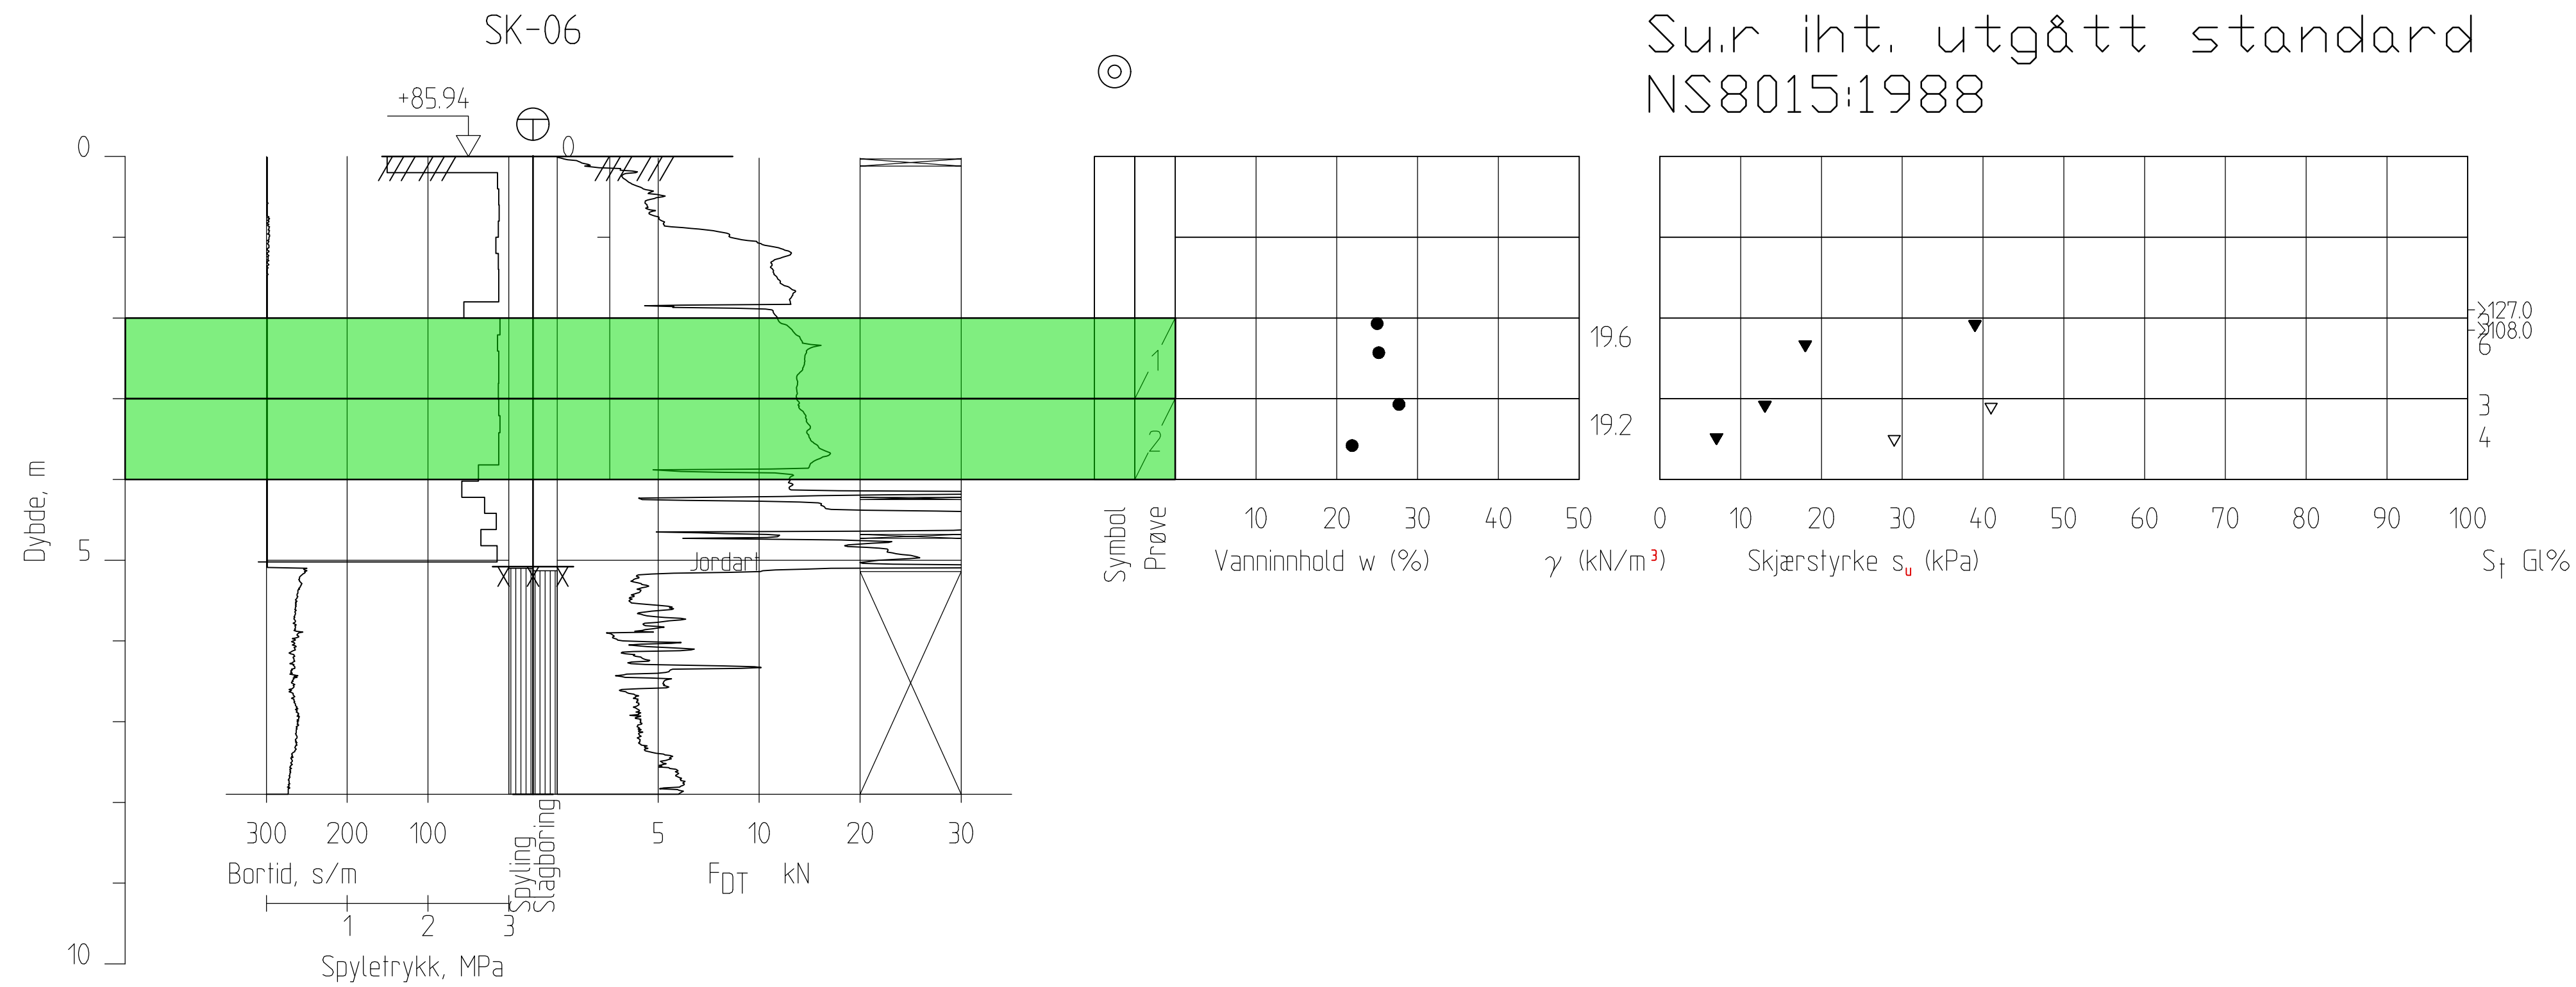 SK-06
Su.r iht. utgått standard
NS8015:1988
+85.94
0
0
127.0
108.0
19.6
6
1
3
19.2
2
4
Dybde, m
5
10
Jordart
Symbol
Prøve
10 20 30 40 50
0 10 20 30 40 50 60 70 80 90 100
Vanninnhold w (%)
γ (kN/m³)
Skjærstyrke su (kPa)
St Gl%
300 200 100
5 10 20 30
Spyling
Slagboring
Bortid, s/m
FDT kN
1 2 3
Spyletrykk, MPa